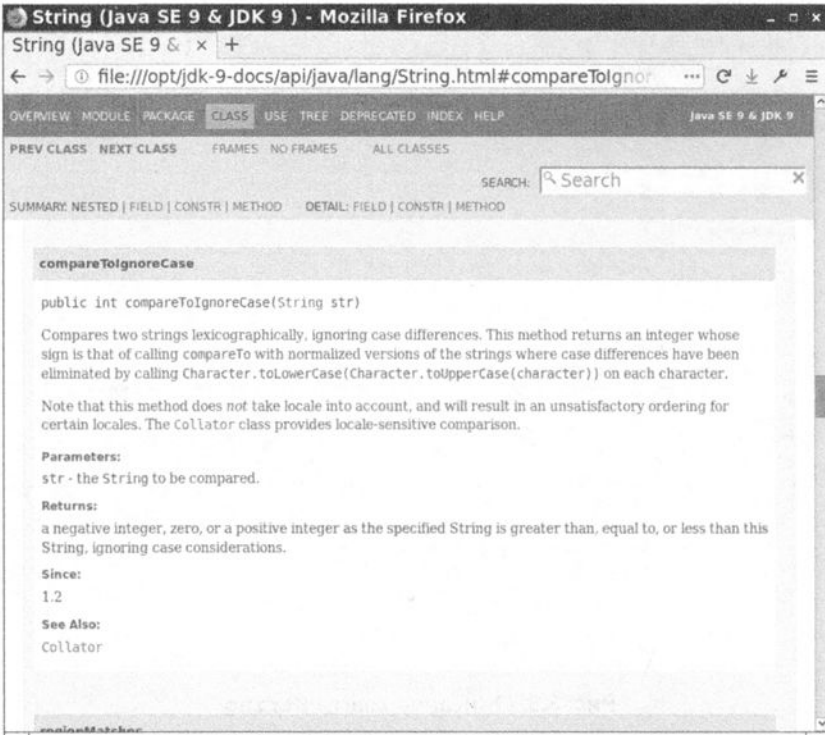 String (Java SE 9 & JDK 9 ) - Mozilla Firefox
String (Java SE 9 & × +
file:///opt/jdk-9-docs/api/java/lang/String.html#compareToIgnor ...
OVERVIEW MODULE PACKAGE CLASS USE TREE DEPRECATED INDEX HELP Java SE 9 & JDK 9
PREV CLASS NEXT CLASS FRAMES NO FRAMES ALL CLASSES
SEARCH: Search ×
SUMMARY: NESTED | FIELD | CONSTR | METHOD DETAIL: FIELD | CONSTR | METHOD
compareToIgnoreCase
public int compareToIgnoreCase(String str)
Compares two strings lexicographically, ignoring case differences. This method returns an integer whose
sign is that of calling compareTo with normalized versions of the strings where case differences have been
eliminated by calling Character.toLowerCase(Character.toUpperCase(character)) on each character.
Note that this method does not take locale into account, and will result in an unsatisfactory ordering for
certain locales. The Collator class provides locale-sensitive comparison.
Parameters:
str - the String to be compared.
Returns:
a negative integer, zero, or a positive integer as the specified String is greater than, equal to, or less than this
String, ignoring case considerations.
Since:
1.2
See Also:
Collator
regionMatches